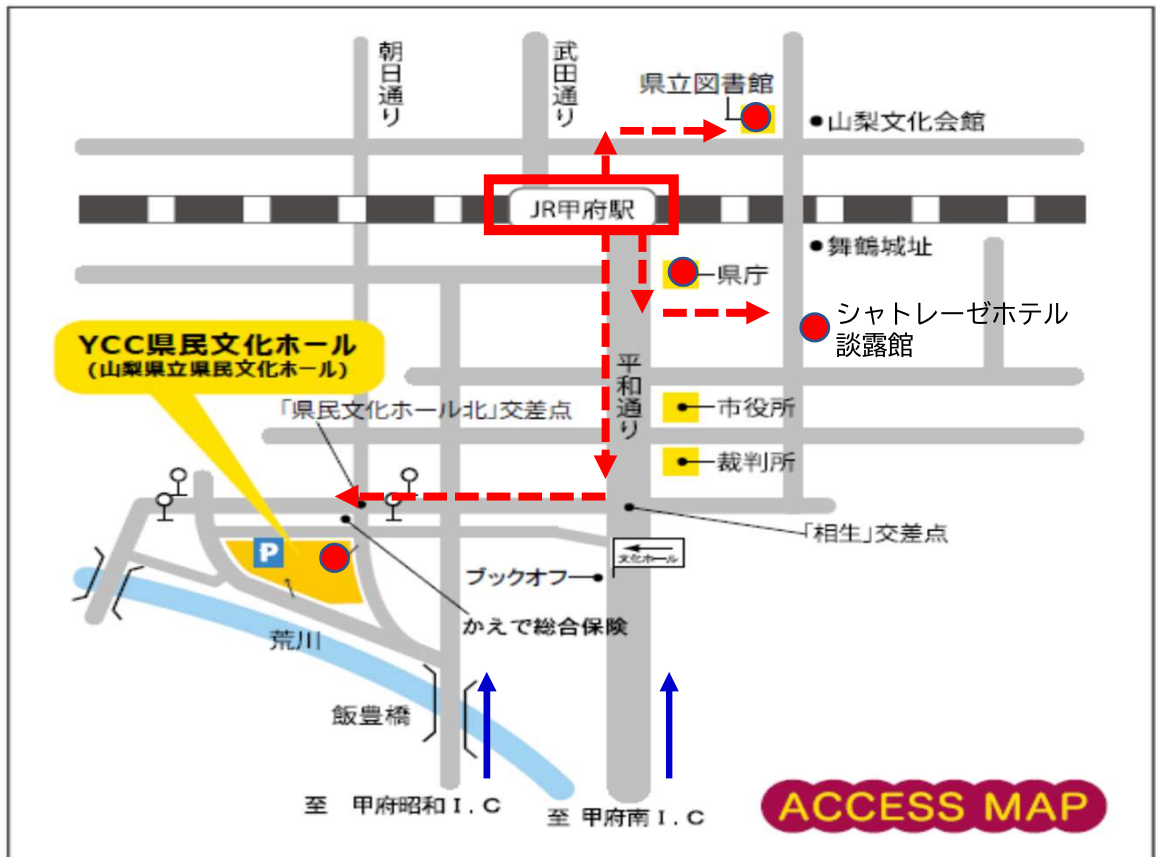 朝日通り
武田通り
県立図書館
●山梨文化会館
JR甲府駅
●舞鶴城址
県庁
シャトレーゼホテル
談露館
YCC県民文化ホール
(山梨県立県民文化ホール)
平和通り
「県民文化ホール北」交差点
市役所
裁判所
「相生」交差点
P
文化ホール
ブックオフ
かえで総合保険
荒川
飯豊橋
至 甲府昭和I.C
至 甲府南I.C
ACCESS MAP